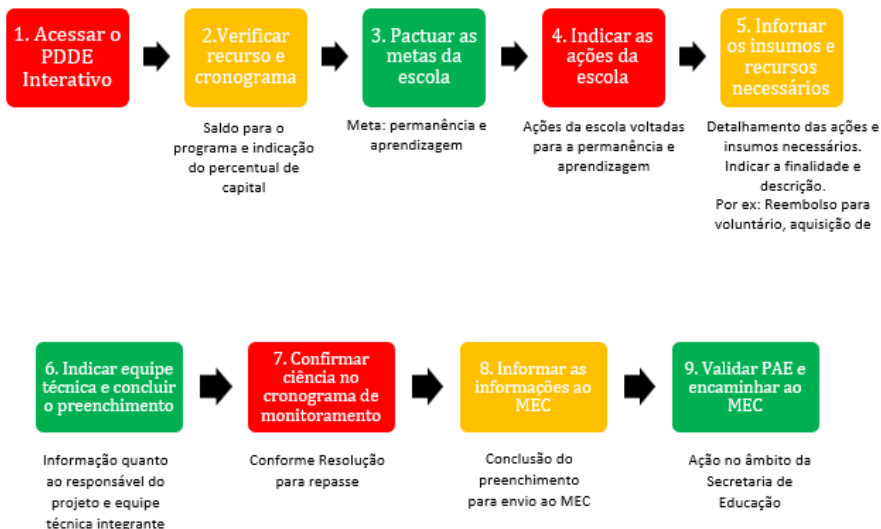 1. Acessar o
PDDE
Interativo
2.Verificar
recurso e
cronograma
3. Pactuar as
metas da
escola
4. Indicar as
ações da
escola
5. Infornar
os insumos e
recursos
necessários
Saldo para o
programa e indicação
do percentual de
capital
Meta: permanência e
aprendizagem
Ações da escola voltadas
para a permanência e
aprendizagem
Detalhamento das ações e
insumos necessários.
Indicar a finalidade e
descrição.
Por ex: Reembolso para
voluntário, aquisição de
6. Indicar equipe
técnica e concluir
o preenchimento
7. Confirmar
ciência no
cronograma de
monitoramento
8. Informar as
informações ao
MEC
9. Validar PAE e
encaminhar ao
MEC
Informação quanto
ao responsável do
projeto e equipe
técnica integrante
Conforme Resolução
para repasse
Conclusão do
preenchimento
para envio ao MEC
Ação no âmbito da
Secretaria de
Educação